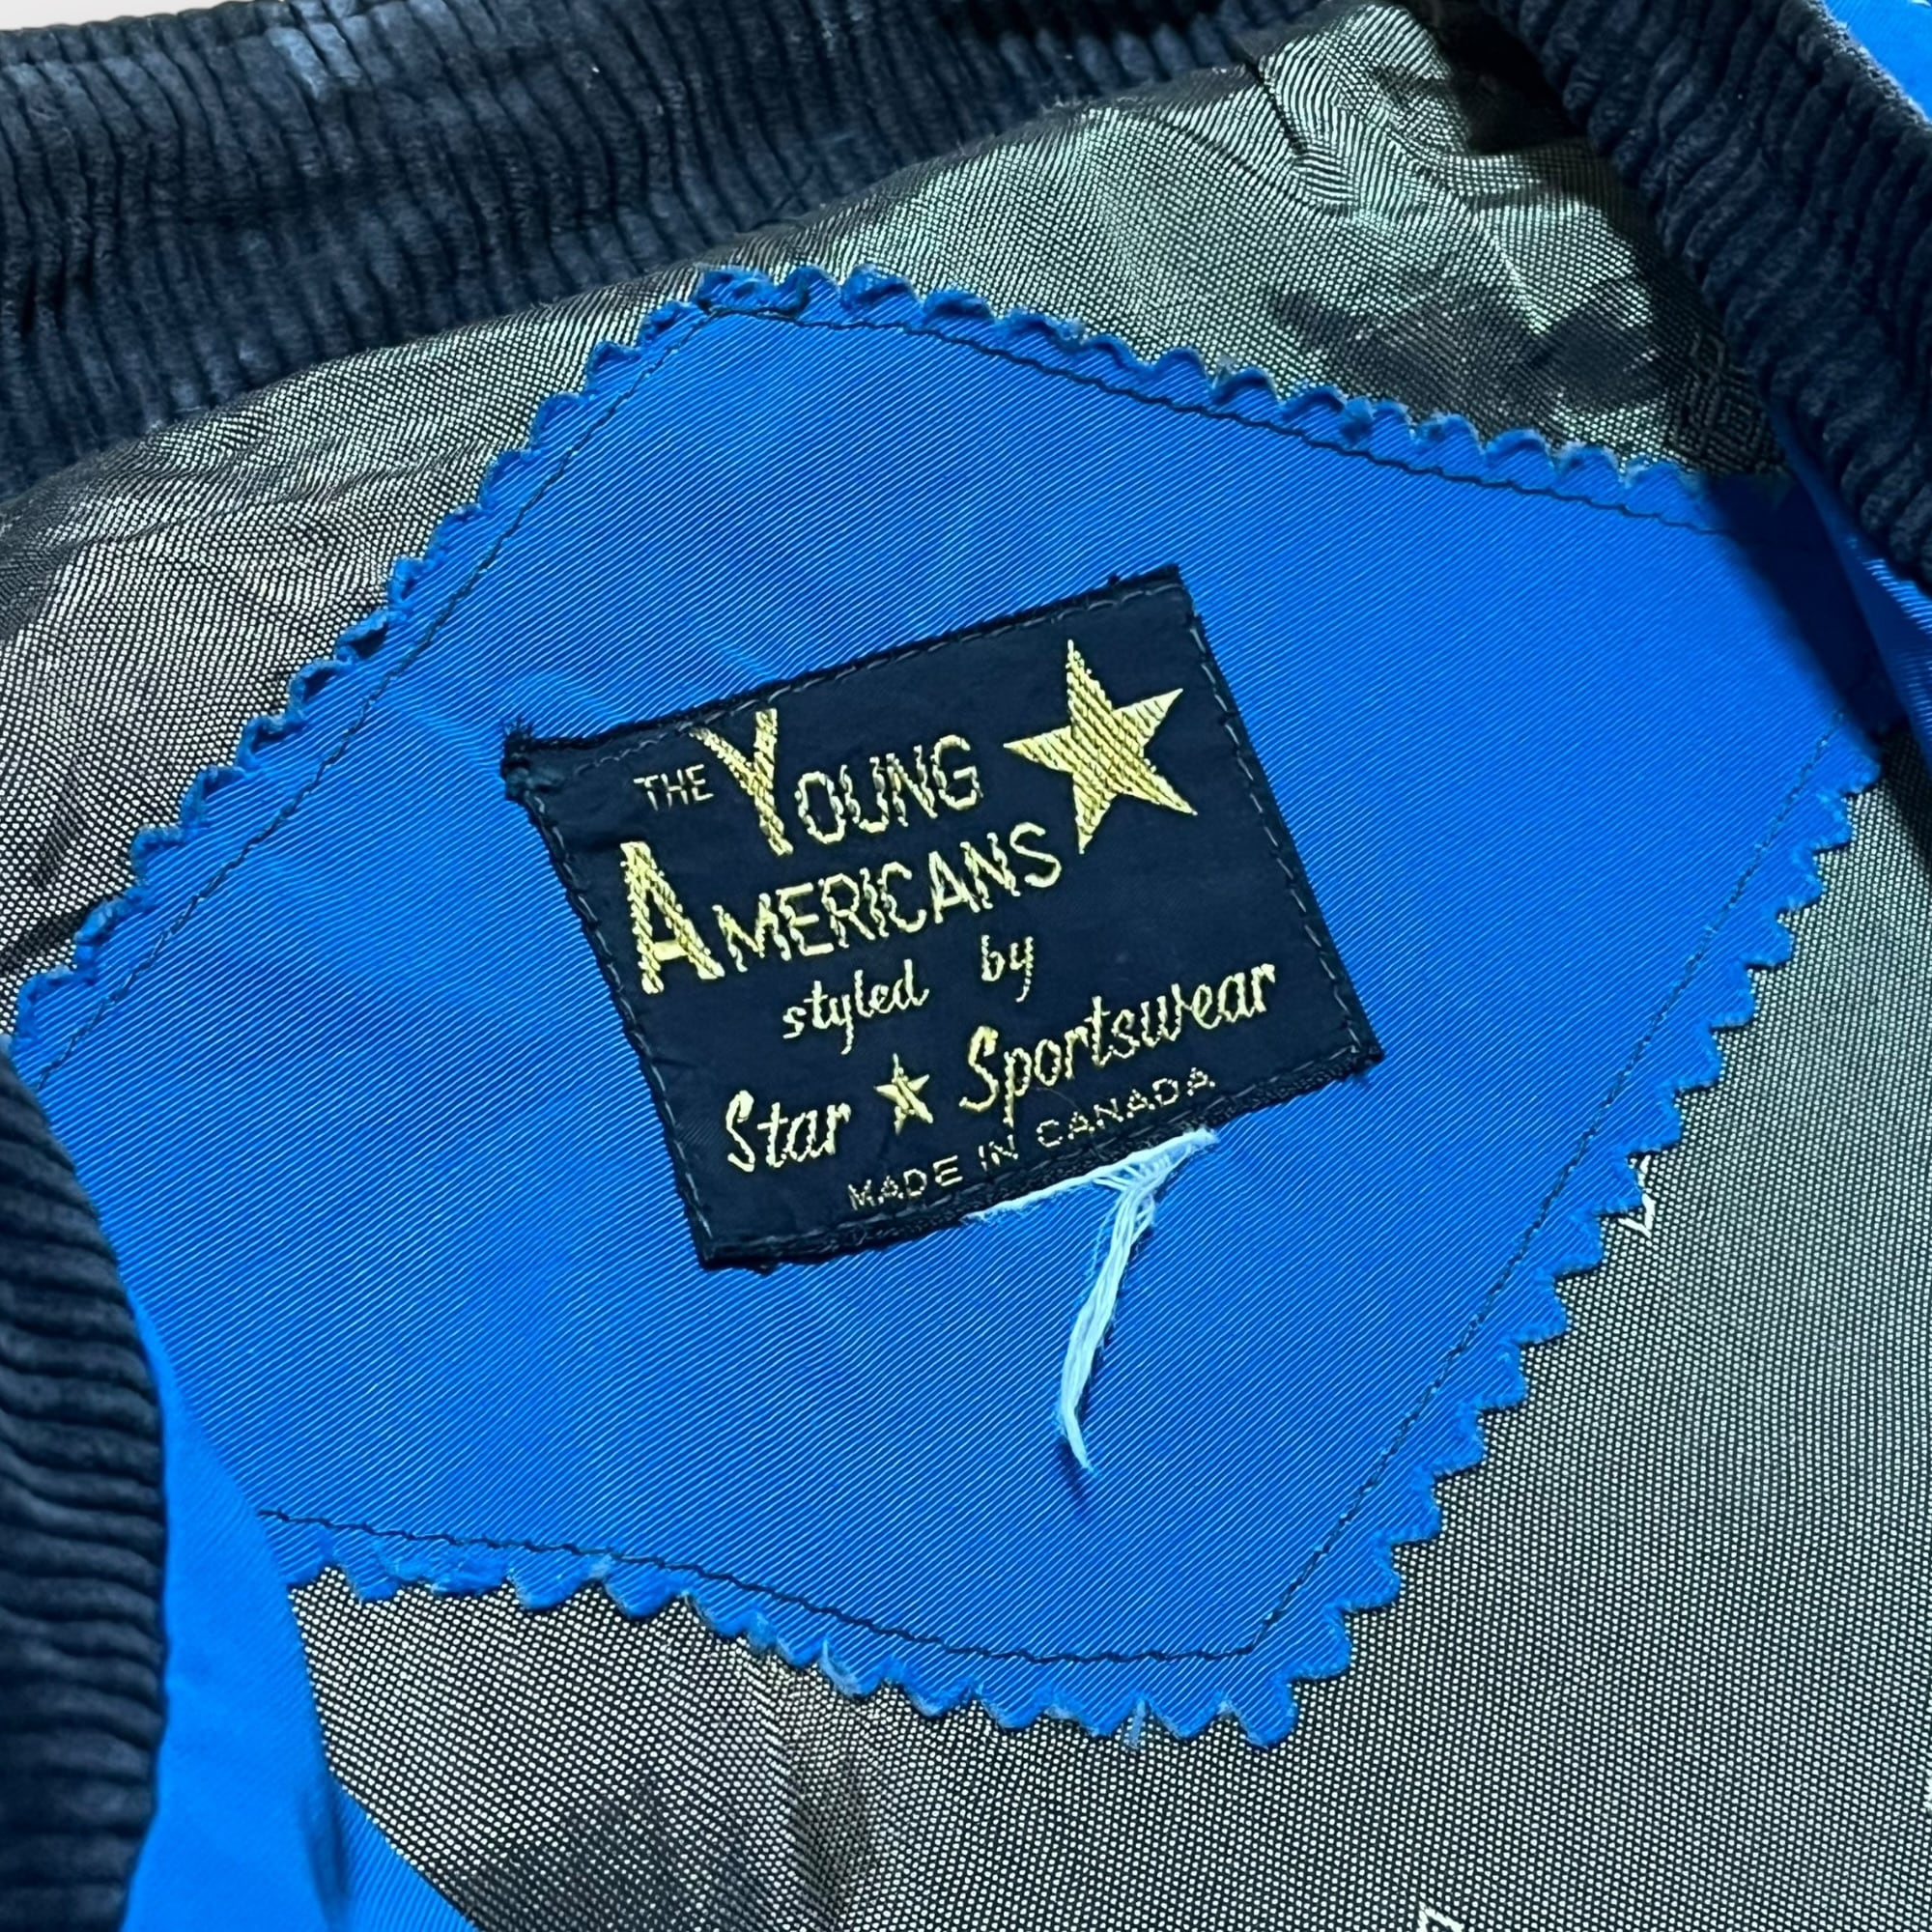 THE YOUNG
AMERICANS
styled by
Star Sportswear
MADE IN CANADA